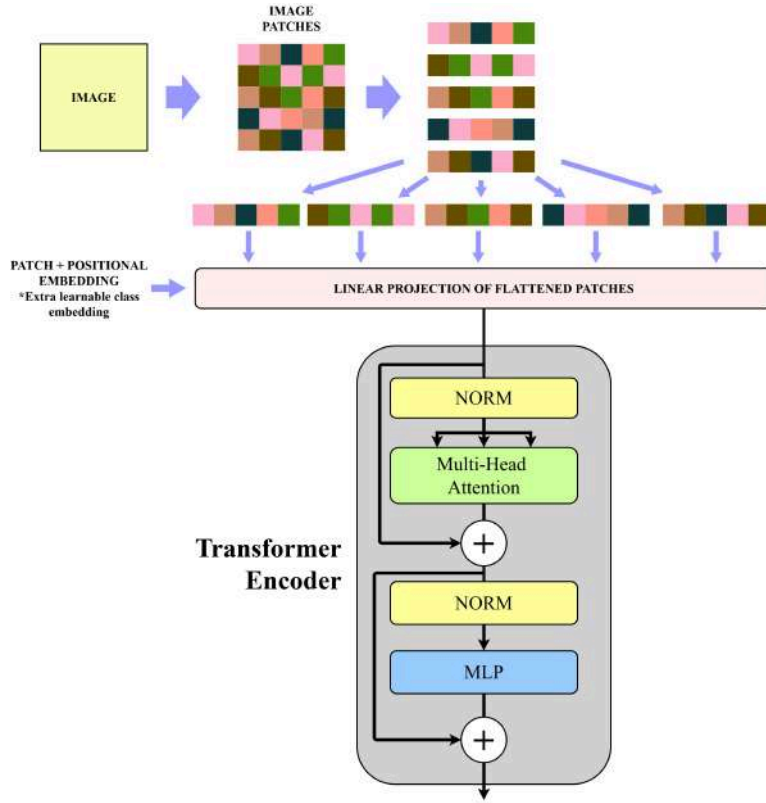 IMAGE
PATCHES
IMAGE
PATCH + POSITIONAL
EMBEDDING
*Extra learnable class
embedding
LINEAR PROJECTION OF FLATTENED PATCHES
NORM
Multi-Head
Attention
+
Transformer
Encoder
NORM
MLP
+